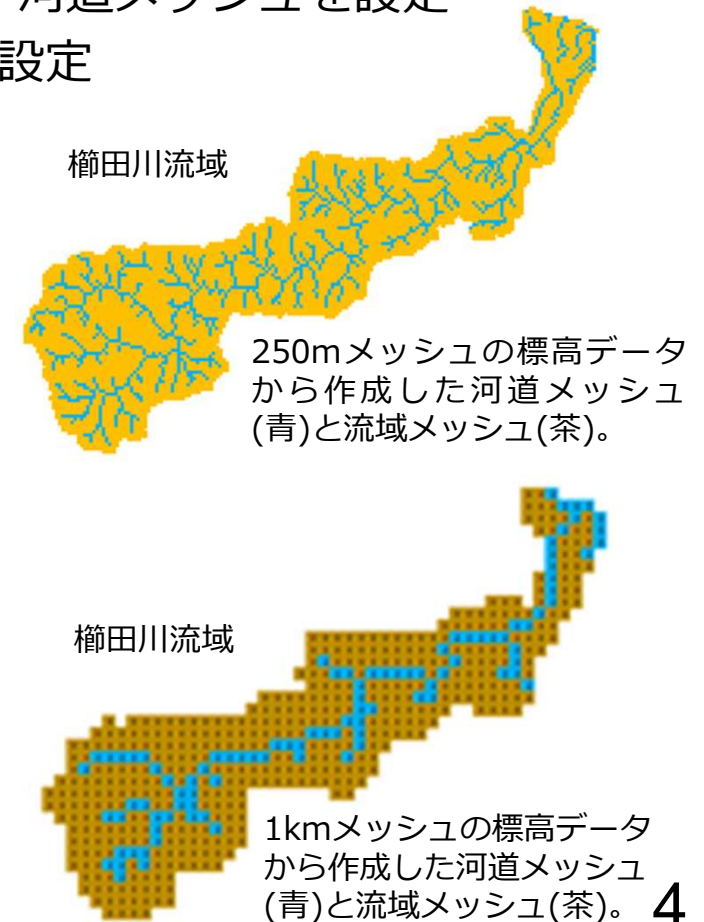 河道メッシュを設定
設定
櫛田川流域
250mメッシュの標高データ
から作成した河道メッシュ
(青)と流域メッシュ(茶)。
櫛田川流域
1kmメッシュの標高データ
から作成した河道メッシュ
(青)と流域メッシュ(茶)。
4